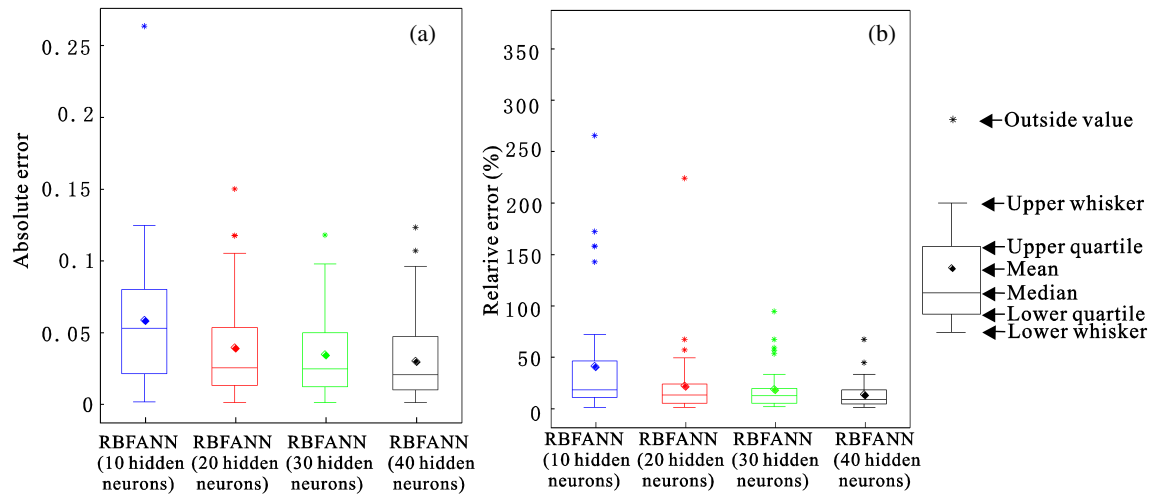 (a)
Absolute error
0.25
0.2
0.15
0.1
0.05
0
RBFANN
(10 hidden
neurons)
RBFANN
(20 hidden
neurons)
RBFANN
(30 hidden
neurons)
RBFANN
(40 hidden
neurons)
(b)
Relarive error (%)
350
300
250
200
150
100
50
0
RBFANN
(10 hidden
neurons)
RBFANN
(20 hidden
neurons)
RBFANN
(30 hidden
neurons)
RBFANN
(40 hidden
neurons)
Outside value
Upper whisker
Upper quartile
Mean
Median
Lower quartile
Lower whisker